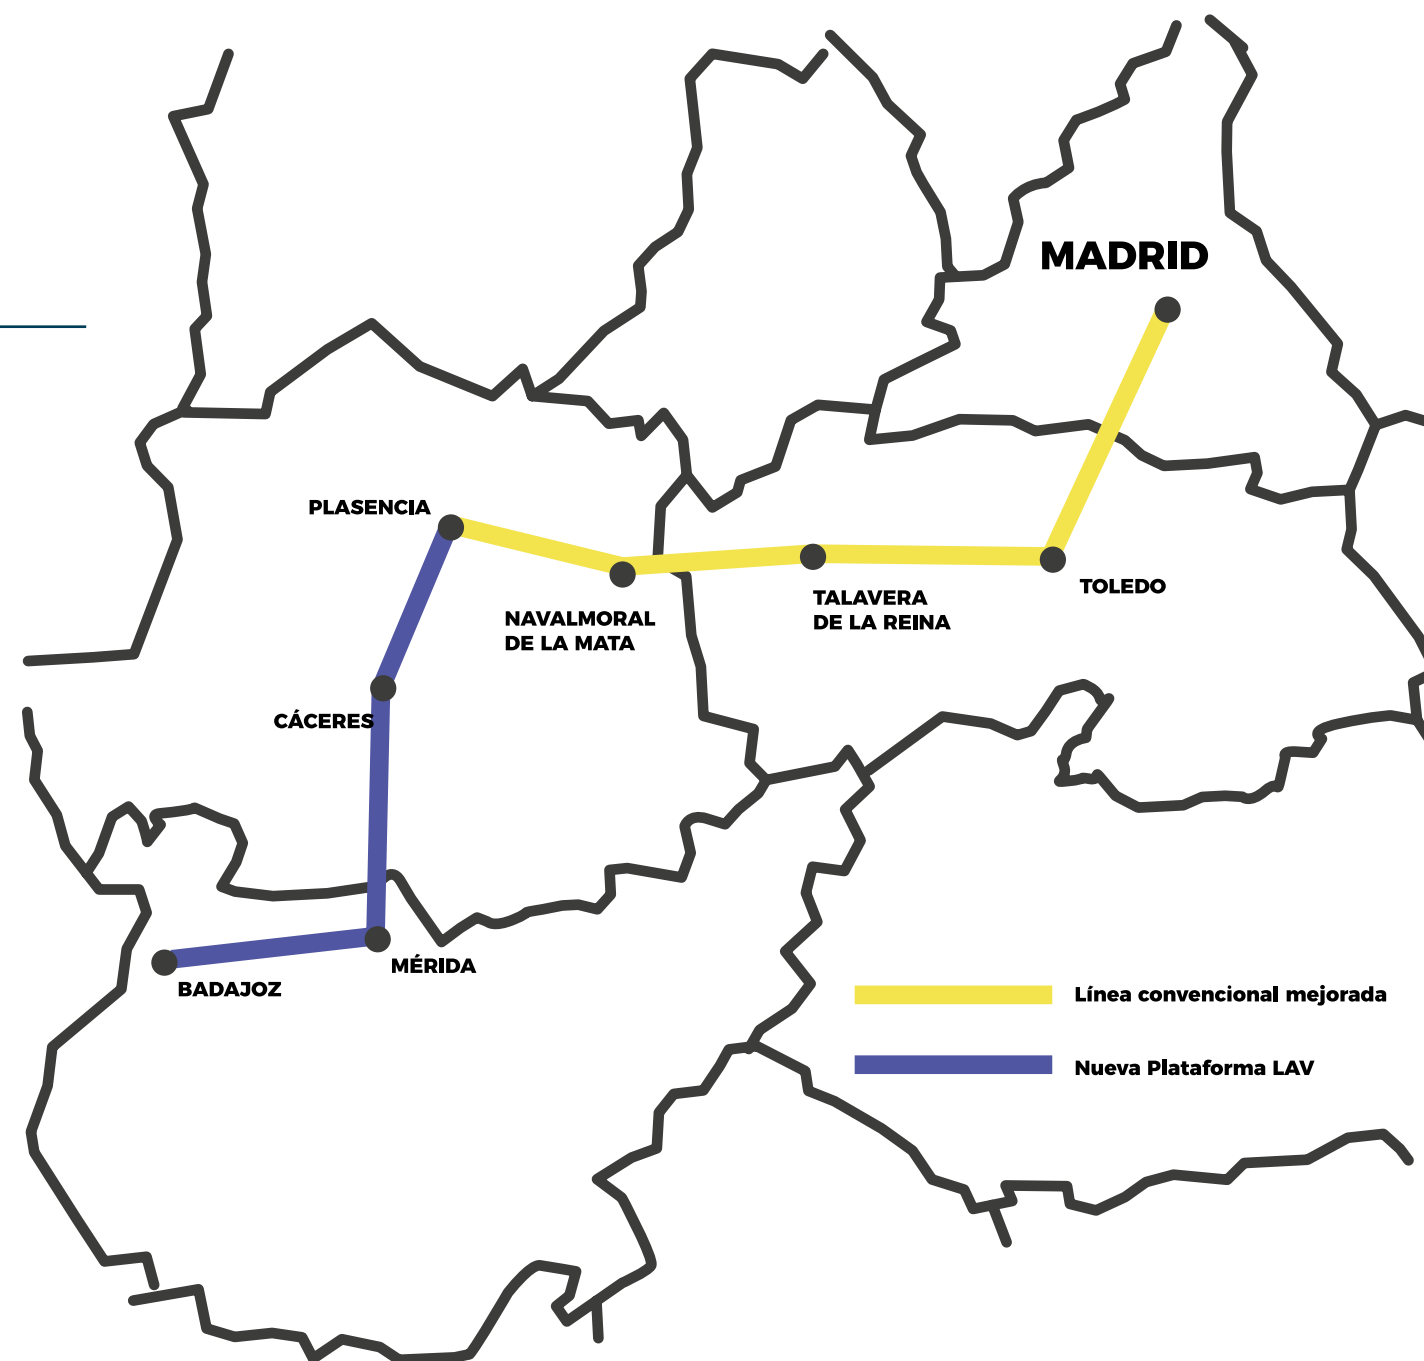 MADRID
PLASENCIA
NAVALMORAL
DE LA MATA
TALAVERA
DE LA REINA
TOLEDO
CÁCERES
MÉRIDA
BADAJOZ
Línea convencional mejorada
Nueva Plataforma LAV